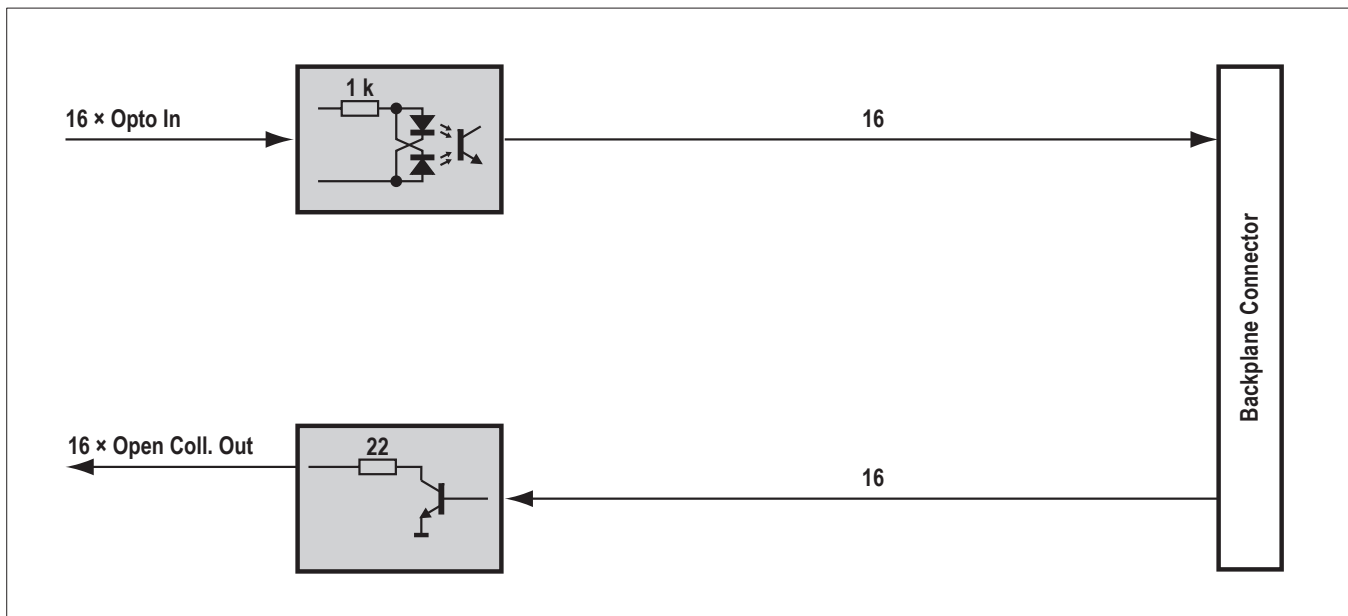 1 k
16 × Opto In
16
Backplane Connector
16 × Open Coll. Out
22
16